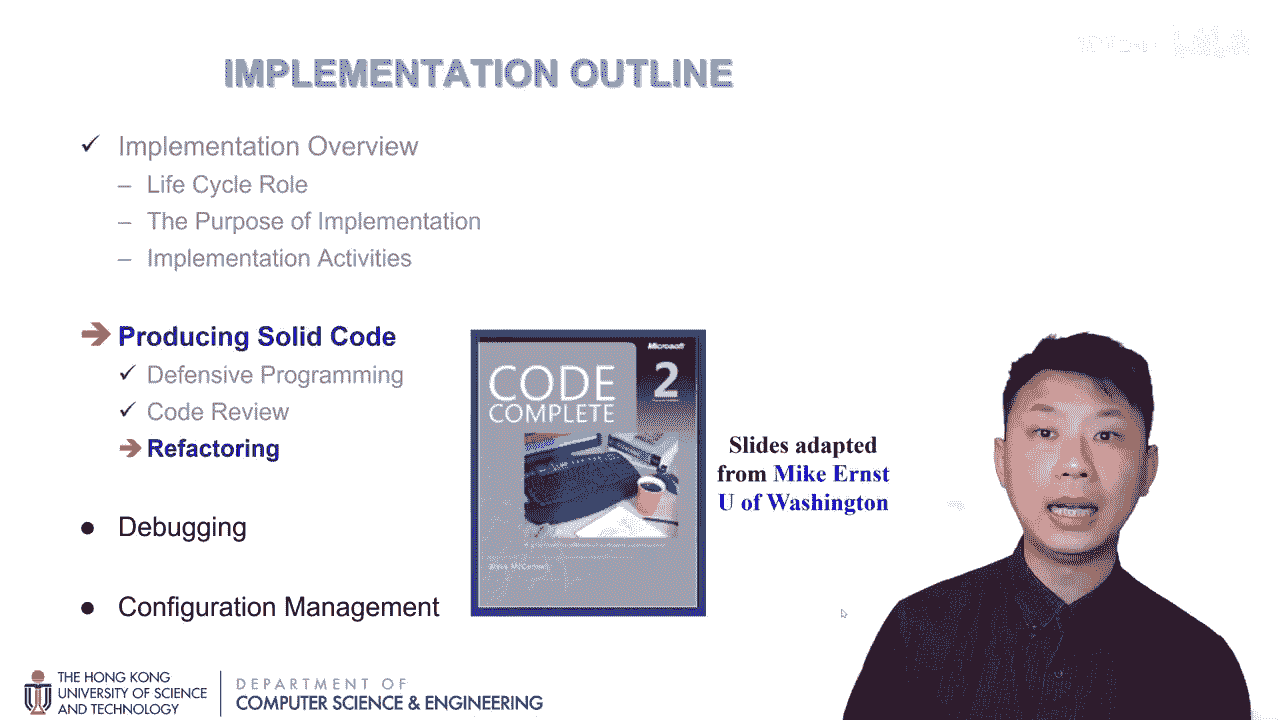 IMPLEMENTATION OUTLINE
✓ Implementation Overview
– Life Cycle Role
– The Purpose of Implementation
– Implementation Activities
➔ Producing Solid Code
✓ Defensive Programming
✓ Code Review
➔ Refactoring
● Debugging
● Configuration Management
Microsoft
CODE 2
COMPLETE
Steve McConnell
Slides adapted
from Mike Ernst
U of Washington
THE HONG KONG
UNIVERSITY OF SCIENCE
AND TECHNOLOGY
DEPARTMENT OF
COMPUTER SCIENCE & ENGINEERING